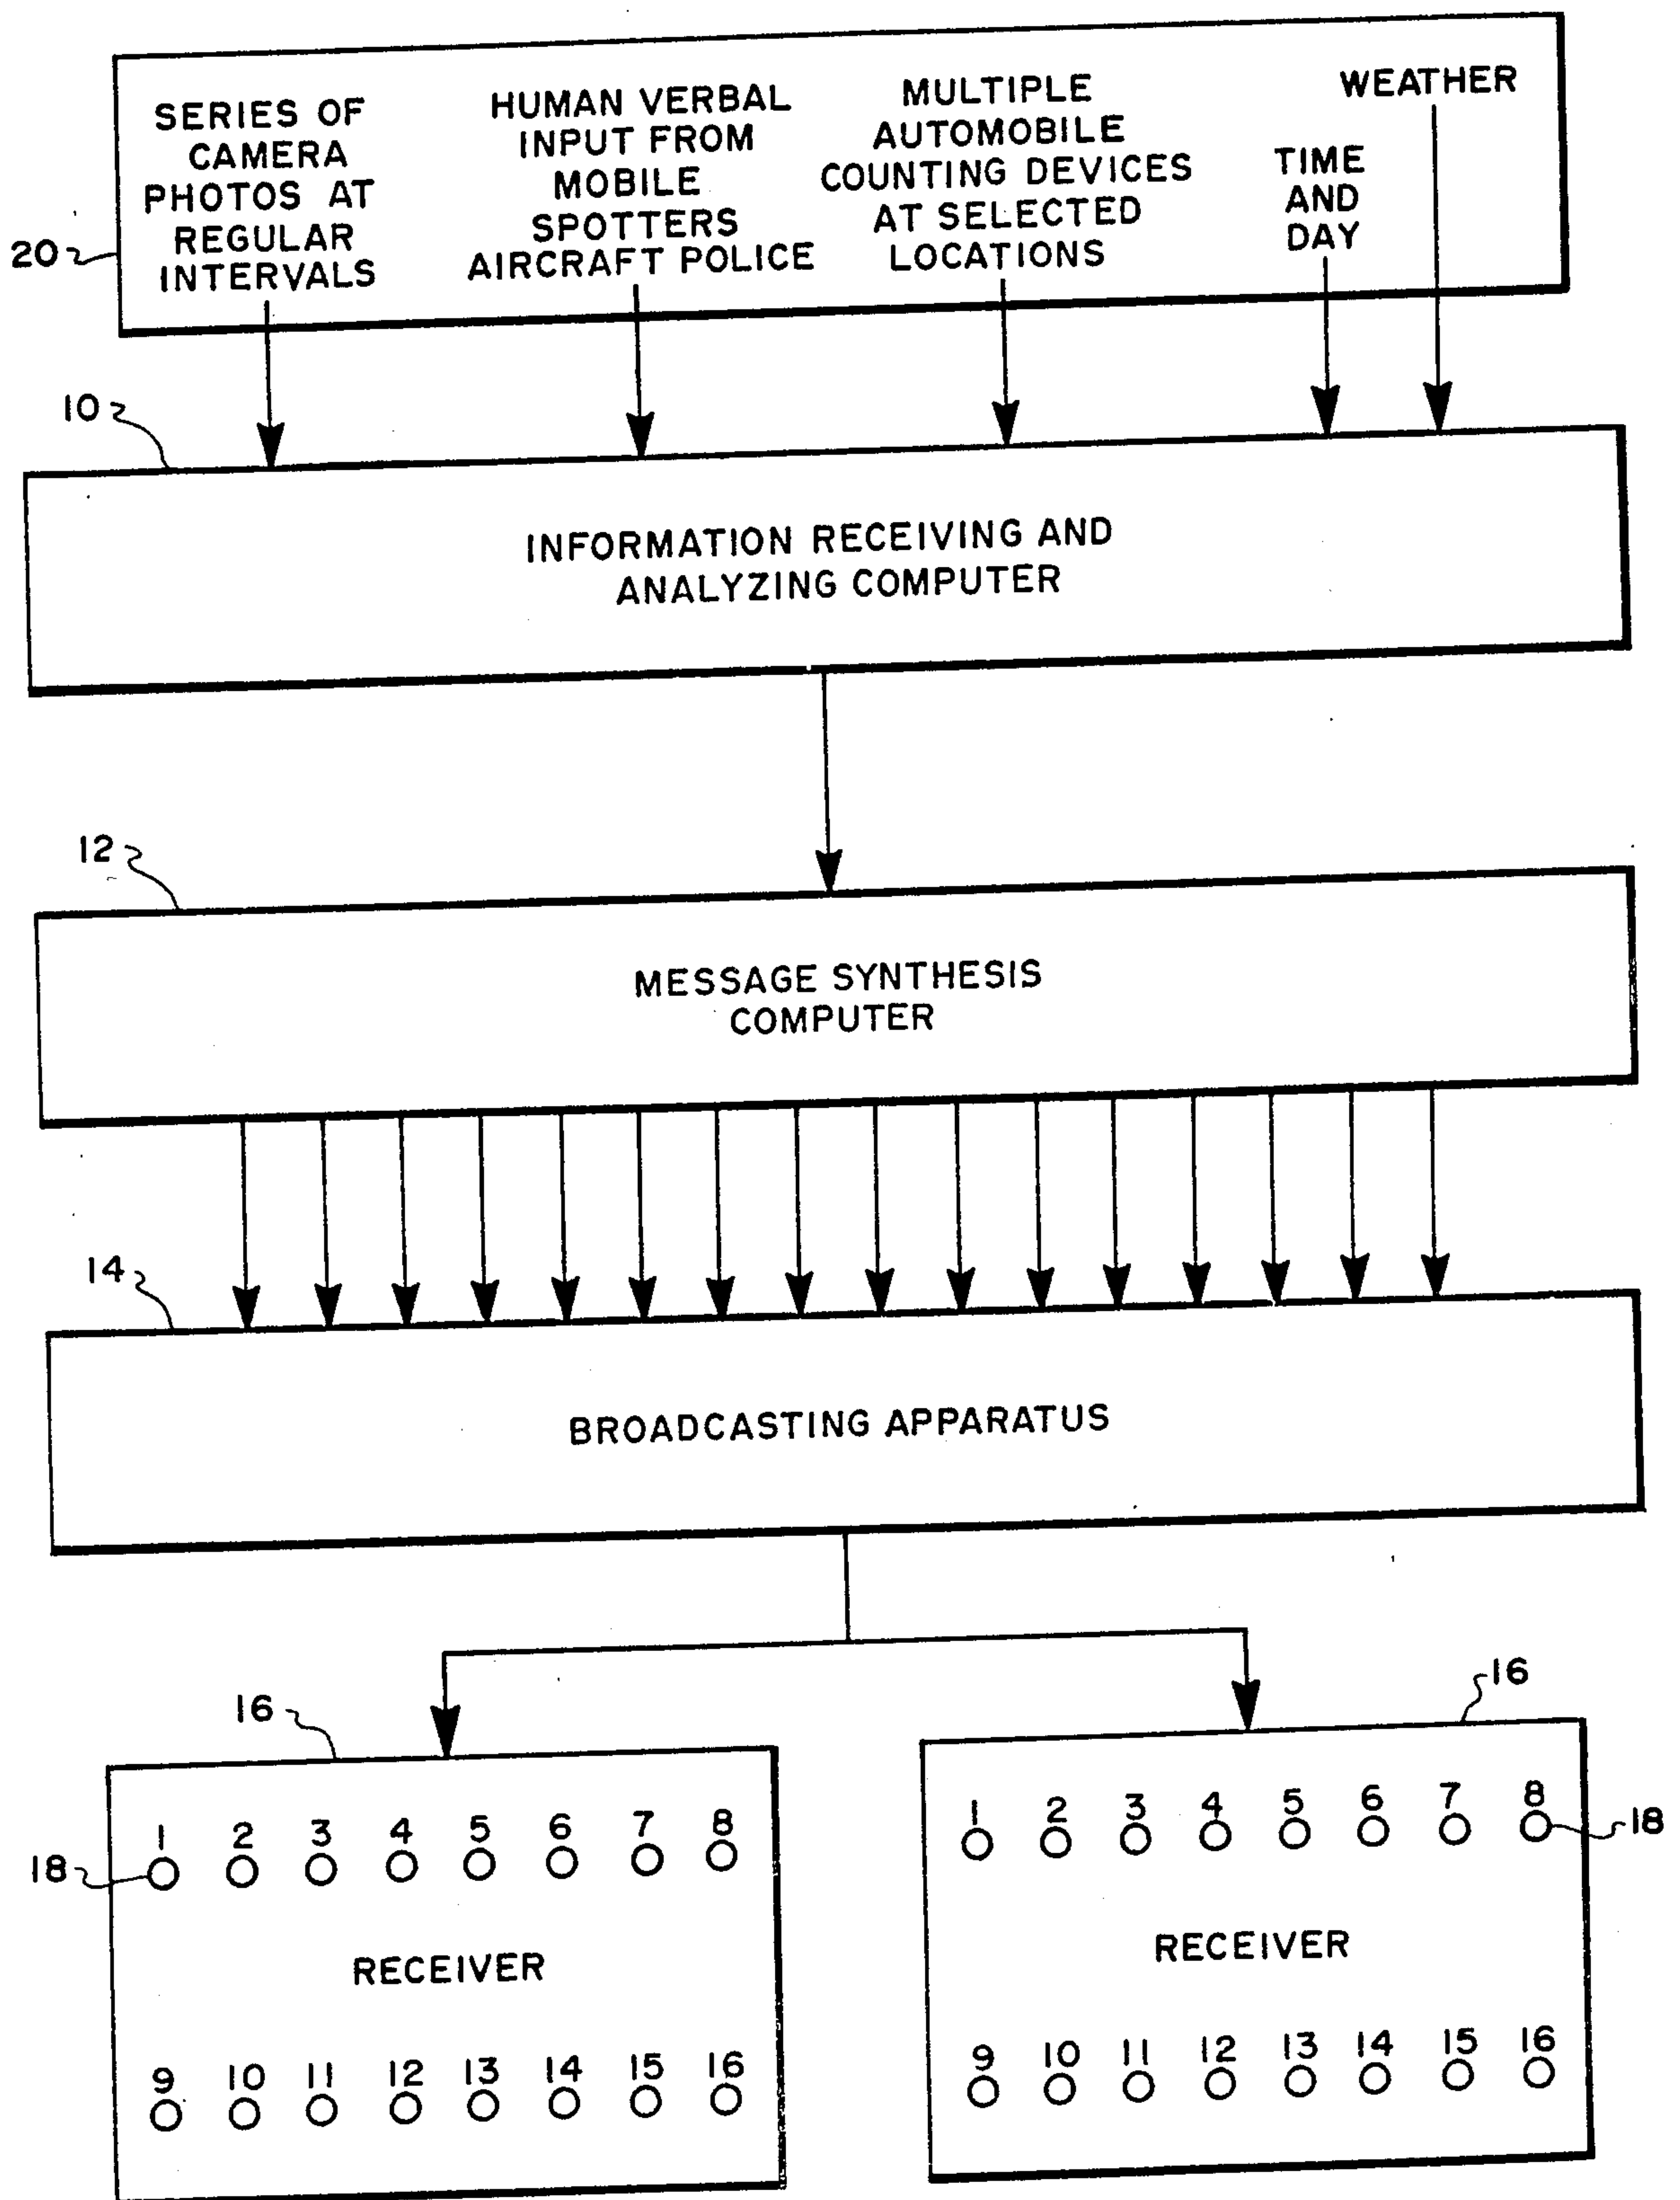 SERIES OF
CAMERA
PHOTOS AT
REGULAR
INTERVALS
HUMAN VERBAL
INPUT FROM
MOBILE
SPOTTERS
AIRCRAFT POLICE
MULTIPLE
AUTOMOBILE
COUNTING DEVICES
AT SELECTED
LOCATIONS
TIME
AND
DAY
WEATHER
20
10
INFORMATION RECEIVING AND
ANALYZING COMPUTER
12
MESSAGE SYNTHESIS
COMPUTER
14
BROADCASTING APPARATUS
16
1 2 3 4 5 6 7 8
18
RECEIVER
9 10 11 12 13 14 15 16
16
1 2 3 4 5 6 7 8
18
RECEIVER
9 10 11 12 13 14 15 16